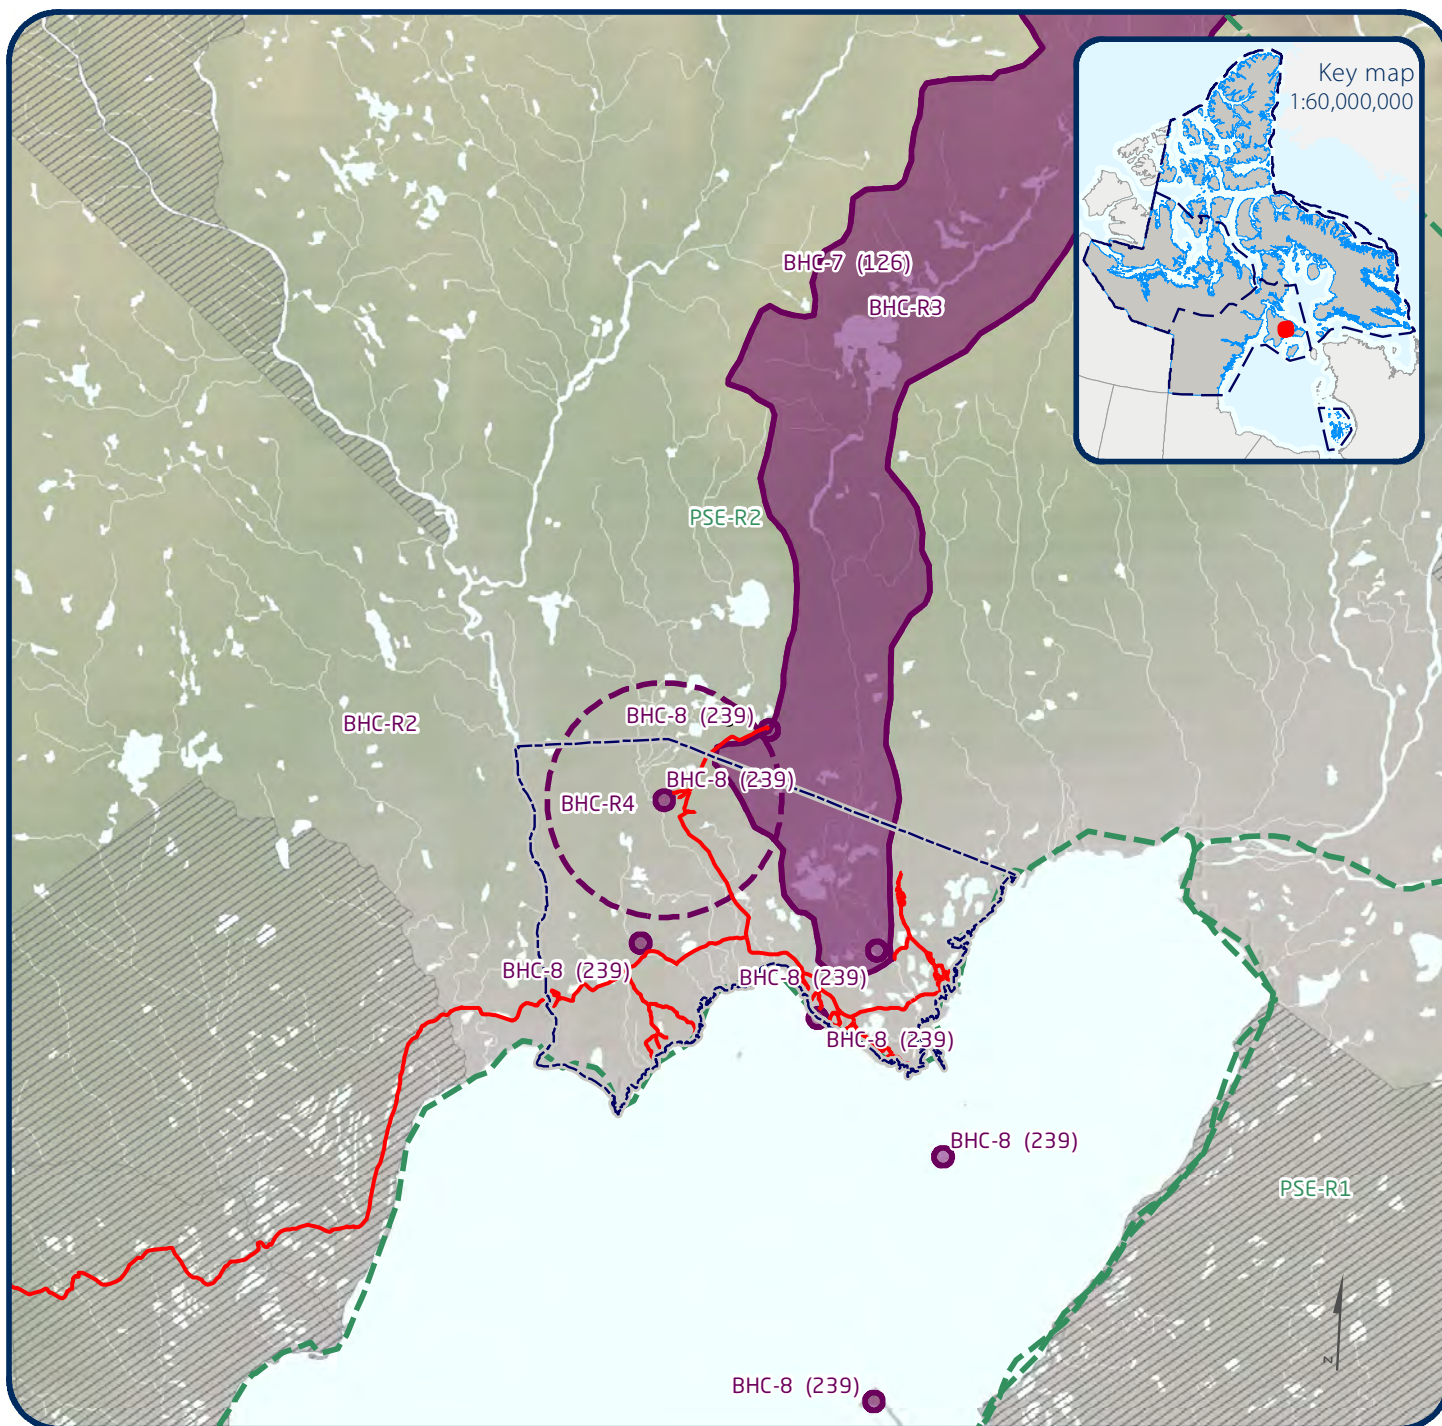 Key map
1:60,000,000
BHC-7 (126)
BHC-R3
PSE-R2
BHC-R2
BHC-8 (239)
BHC-8 (239)
BHC-R4
BHC-8 (239)
BHC-8 (239)
BHC-8 (239)
BHC-8 (239)
PSE-R1
BHC-8 (239)
N